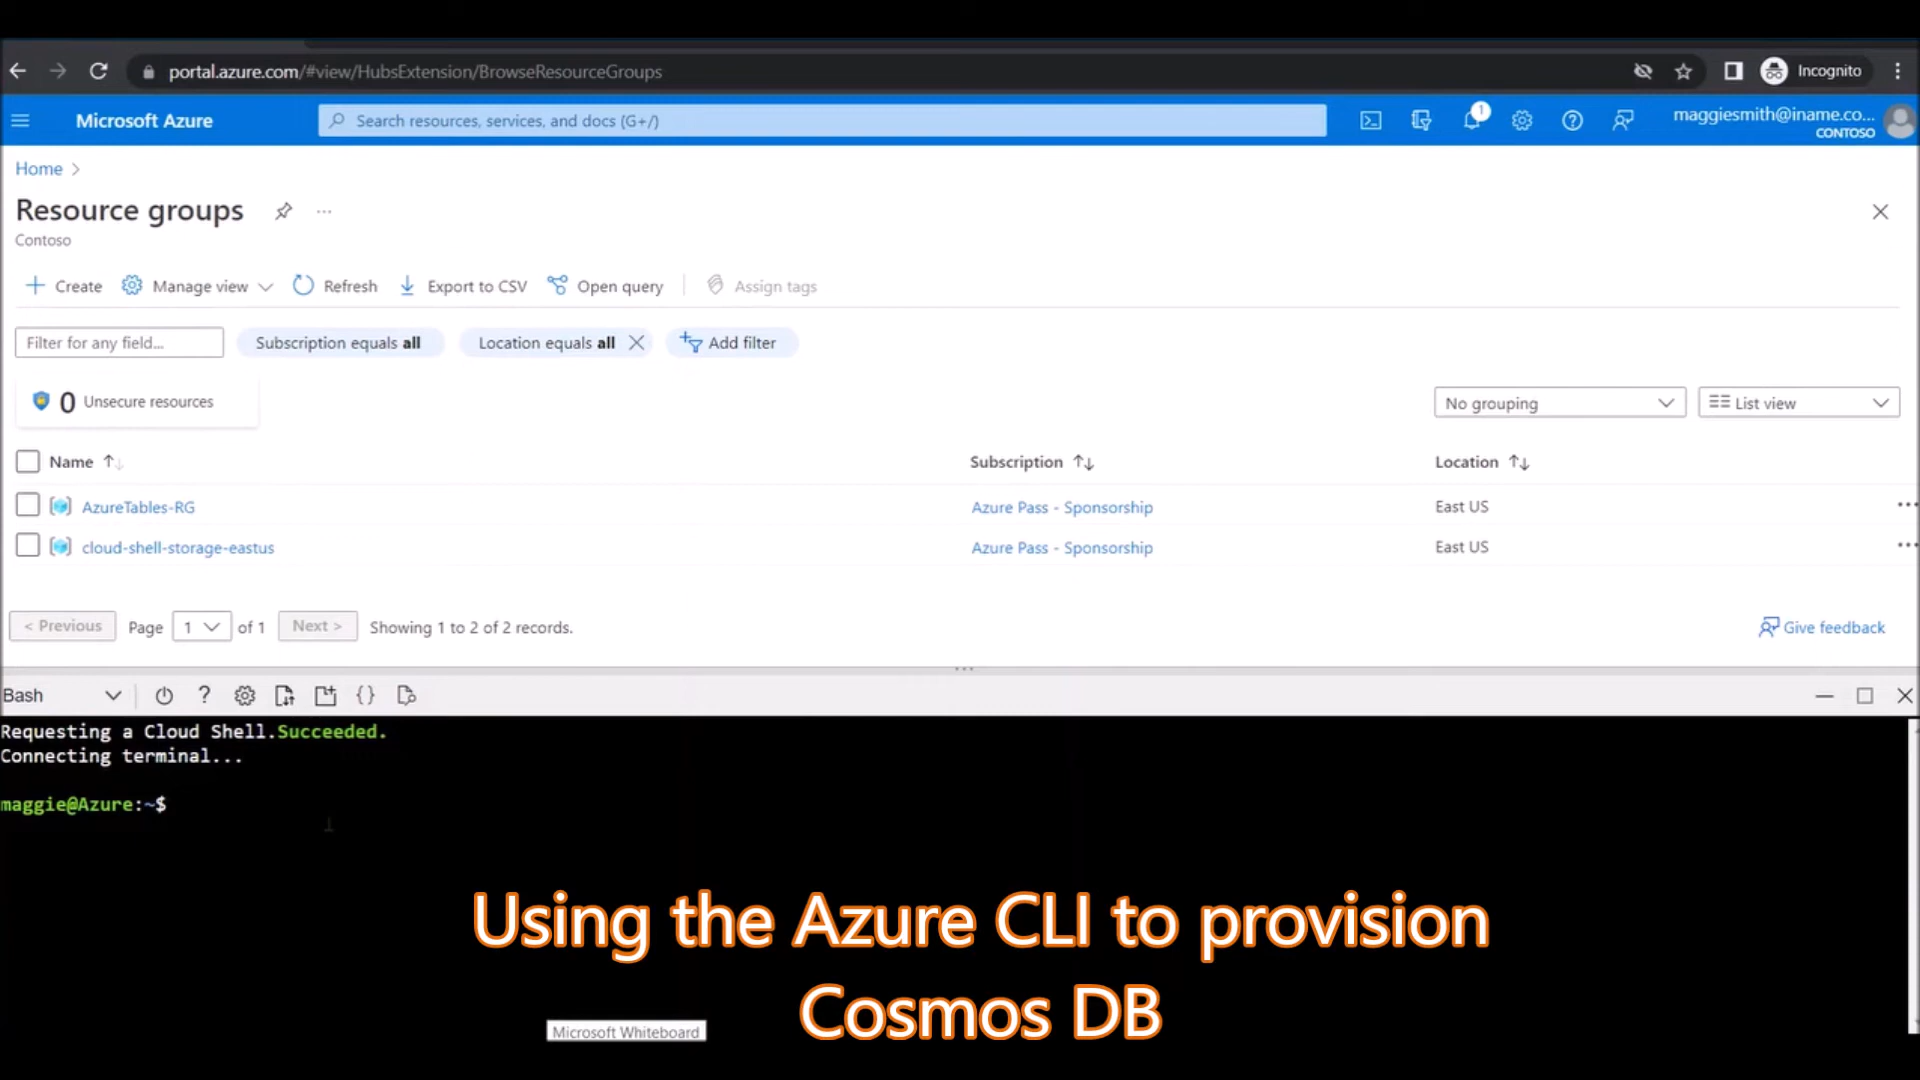 portal.azure.com/#view/HubsExtension/BrowseResourceGroups
Incognito
Microsoft Azure
Search resources, services, and docs (G+/)
1
maggiesmith@iname.co...
CONTOSO
Home >
Resource groups
...
Contoso
+ Create
Manage view
Refresh
Export to CSV
Open query
Assign tags
Filter for any field...
Subscription equals all
Location equals all
Add filter
0 Unsecure resources
No grouping
List view
Name
Subscription
Location
AzureTables-RG
Azure Pass - Sponsorship
East US
cloud-shell-storage-eastus
Azure Pass - Sponsorship
East US
< Previous
Page
1
of 1
Next >
Showing 1 to 2 of 2 records.
Give feedback
Bash
?
{}
Requesting a Cloud Shell.Succeeded.
Connecting terminal...
maggie@Azure:~$
Using the Azure CLI to provision
Cosmos DB
Microsoft Whiteboard